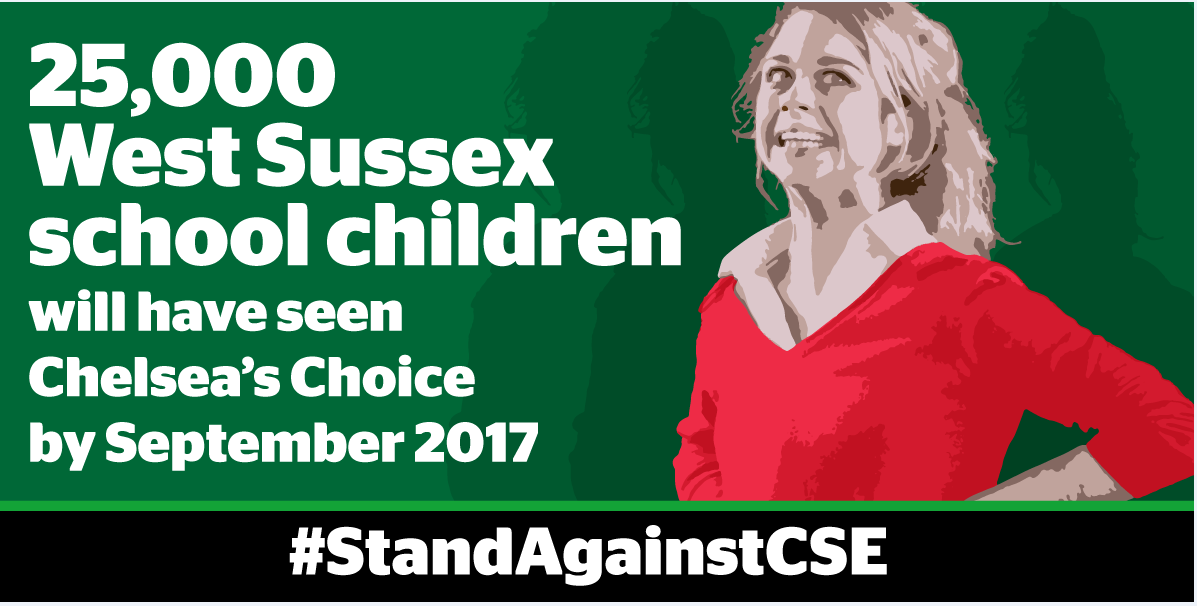 25,000
West Sussex
school children
will have seen
Chelsea’s Choice
by September 2017
#StandAgainstCSE